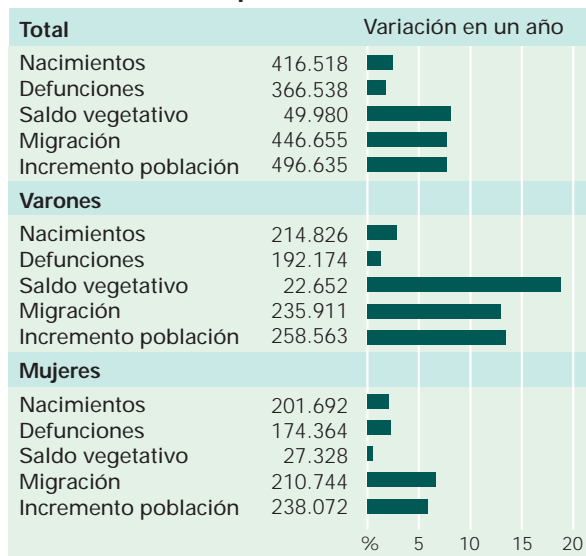 Total Variación en un año
Nacimientos 416.518
Defunciones 366.538
Saldo vegetativo 49.980
Migración 446.655
Incremento población 496.635
Varones
Nacimientos 214.826
Defunciones 192.174
Saldo vegetativo 22.652
Migración 235.911
Incremento población 258.563
Mujeres
Nacimientos 201.692
Defunciones 174.364
Saldo vegetativo 27.328
Migración 210.744
Incremento población 238.072
% 5 10 15 20